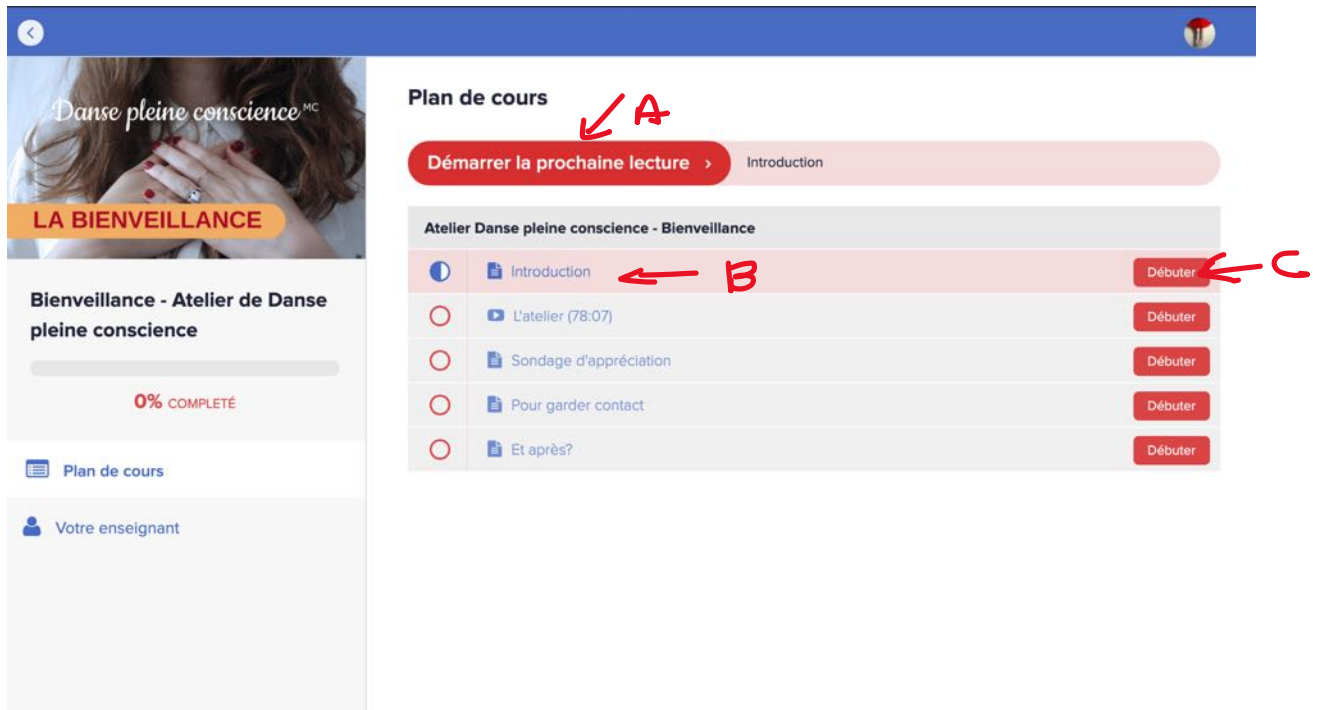 Danse pleine conscience MC
LA BIENVEILLANCE
Bienveillance - Atelier de Danse
pleine conscience
0% COMPLETÉ
Plan de cours
Votre enseignant
Plan de cours
A
Démarrer la prochaine lecture › Introduction
Atelier Danse pleine conscience - Bienveillance
Introduction B Débuter C
L'atelier (78:07) Débuter
Sondage d'appréciation Débuter
Pour garder contact Débuter
Et après? Débuter